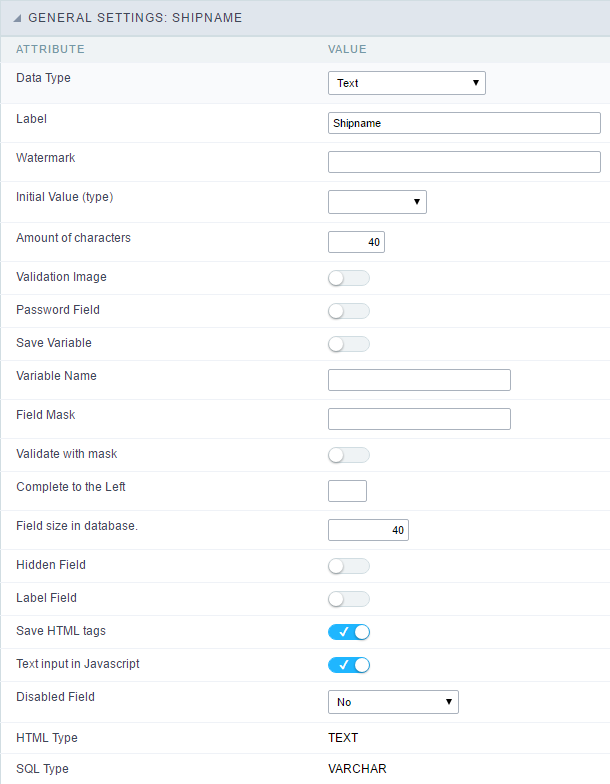 GENERAL SETTINGS: SHIPNAME
ATTRIBUTE VALUE
Data Type Text
Label Shipname
Watermark
Initial Value (type)
Amount of characters 40
Validation Image
Password Field
Save Variable
Variable Name
Field Mask
Validate with mask
Complete to the Left
Field size in database. 40
Hidden Field
Label Field
Save HTML tags
Text input in Javascript
Disabled Field No
HTML Type TEXT
SQL Type VARCHAR